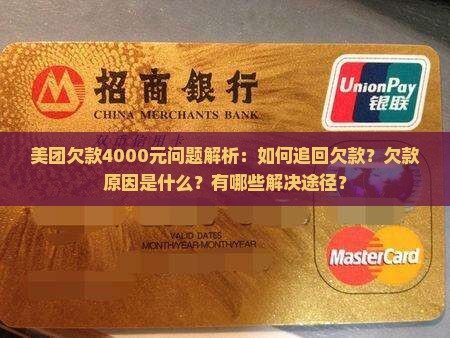 招商銀行
CHINA MERCHANTS BANK
UnionPay
银联
美团欠款4000元问题解析：如何追回欠款？欠款
原因是什么？有哪些解决途径？
VALID DATES
MONTH/YEAR-MONTH/YEAR
MasterCard